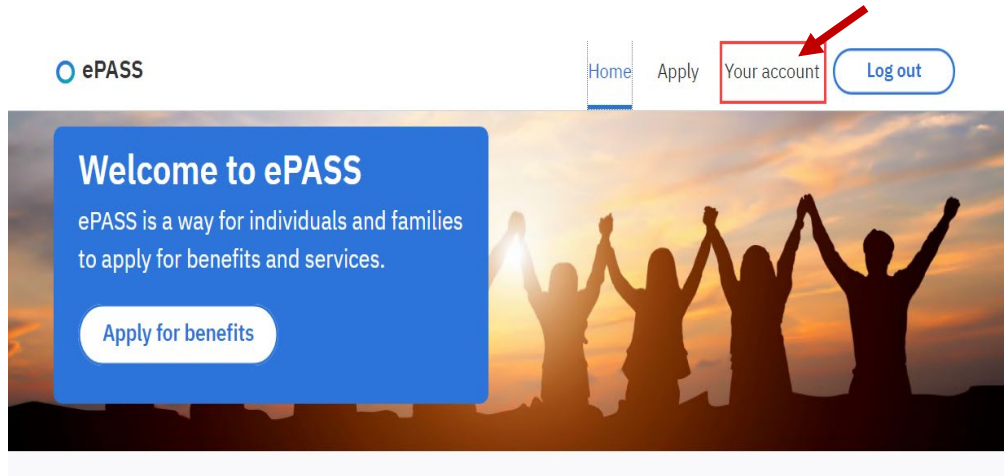 ePASS
Home Apply Your account Log out
Welcome to ePASS
ePASS is a way for individuals and families
to apply for benefits and services.
Apply for benefits